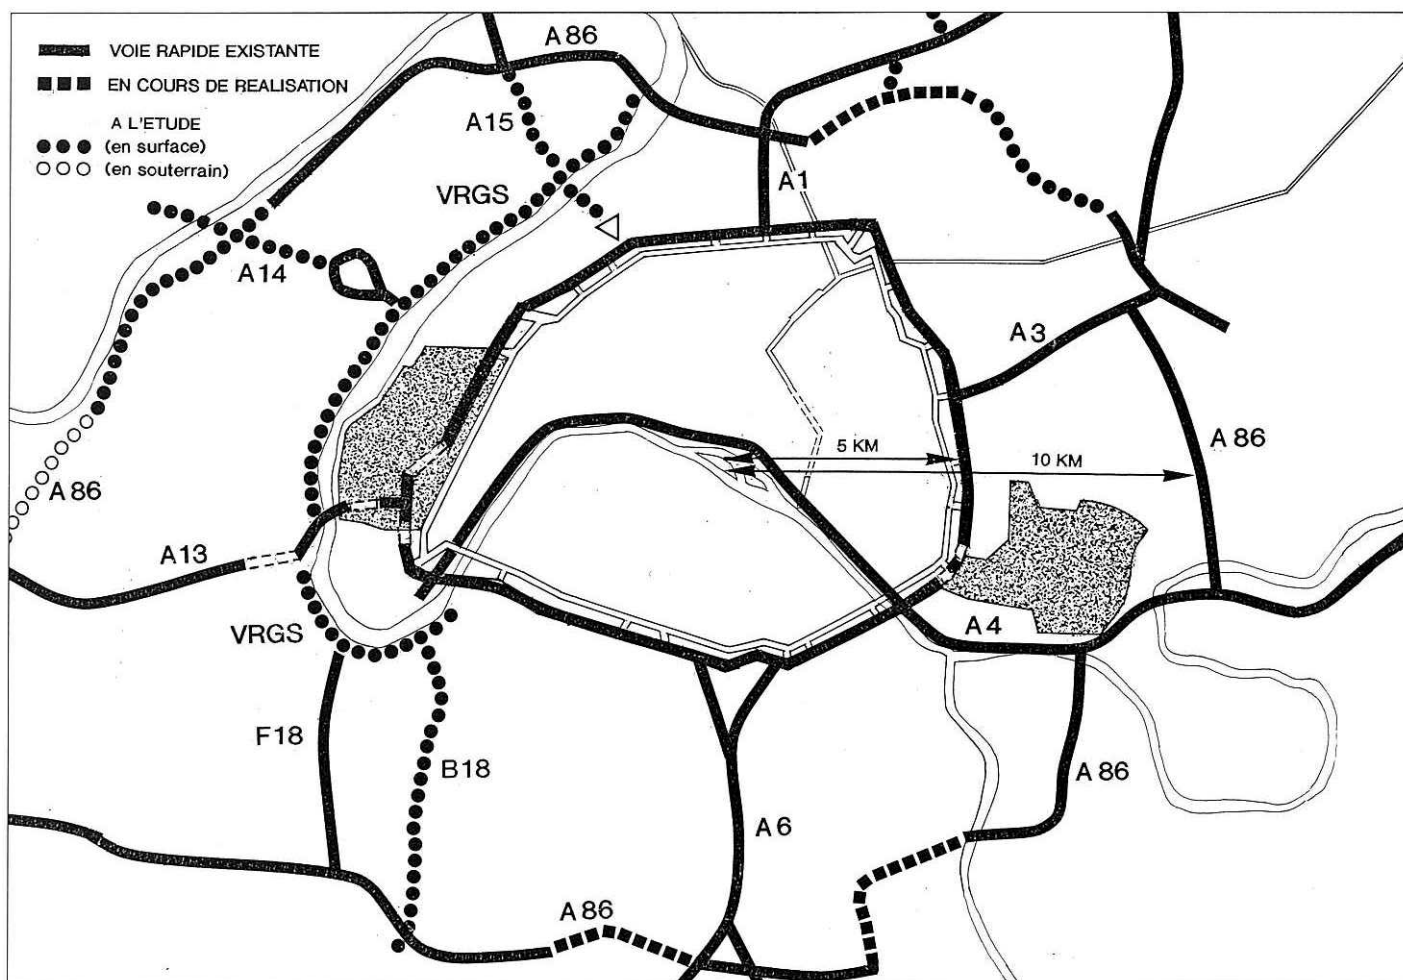 VOIE RAPIDE EXISTANTE
EN COURS DE REALISATION
A L'ETUDE
(en surface)
(en souterrain)
A86
A15
VRGS
A1
A14
A3
5 KM
10 KM
A86
A86
A13
VRGS
A4
F18
B18
A86
A6
A86